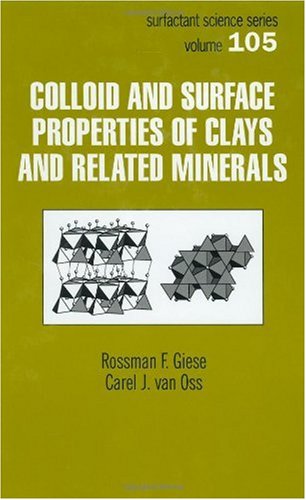 surfactant science series
volume 105
COLLOID AND SURFACE
PROPERTIES OF CLAYS
AND RELATED MINERALS
Rossman F. Giese
Carel J. van Oss